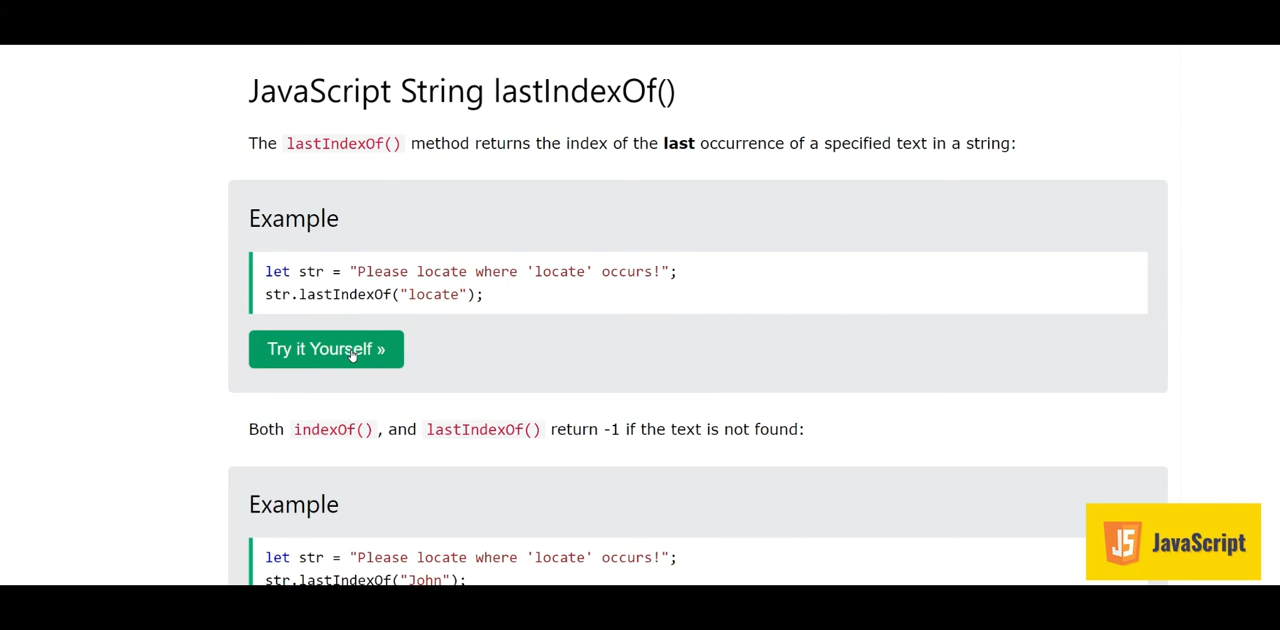 JavaScript String lastIndexOf()
The lastIndexOf() method returns the index of the last occurrence of a specified text in a string:
Example
let str = "Please locate where 'locate' occurs!";
str.lastIndexOf("locate");
Try it Yourself »
Both indexOf(), and lastIndexOf() return -1 if the text is not found:
Example
let str = "Please locate where 'locate' occurs!";
str.lastIndexOf("John");
JS JavaScript